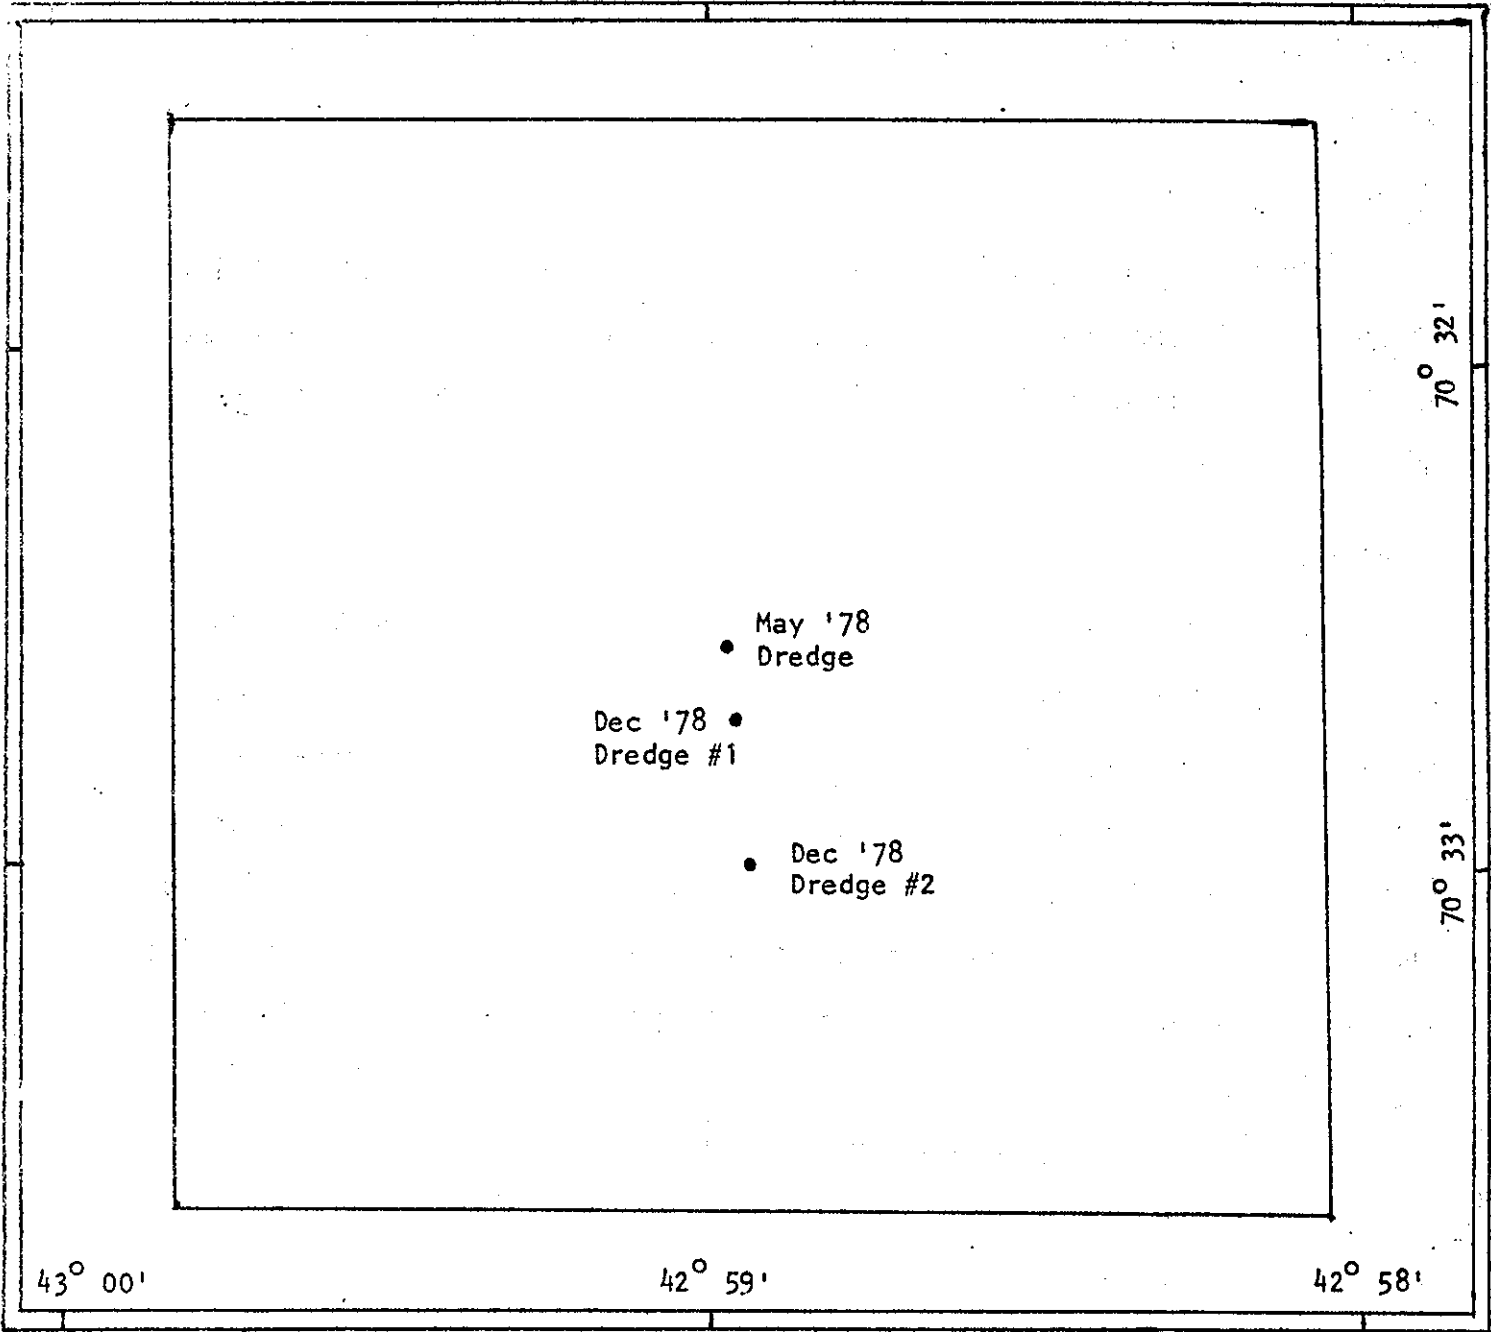 70° 32'
May '78
Dredge
Dec '78
Dredge #1
Dec '78
Dredge #2
70° 33'
43° 00'
42° 59'
42° 58'